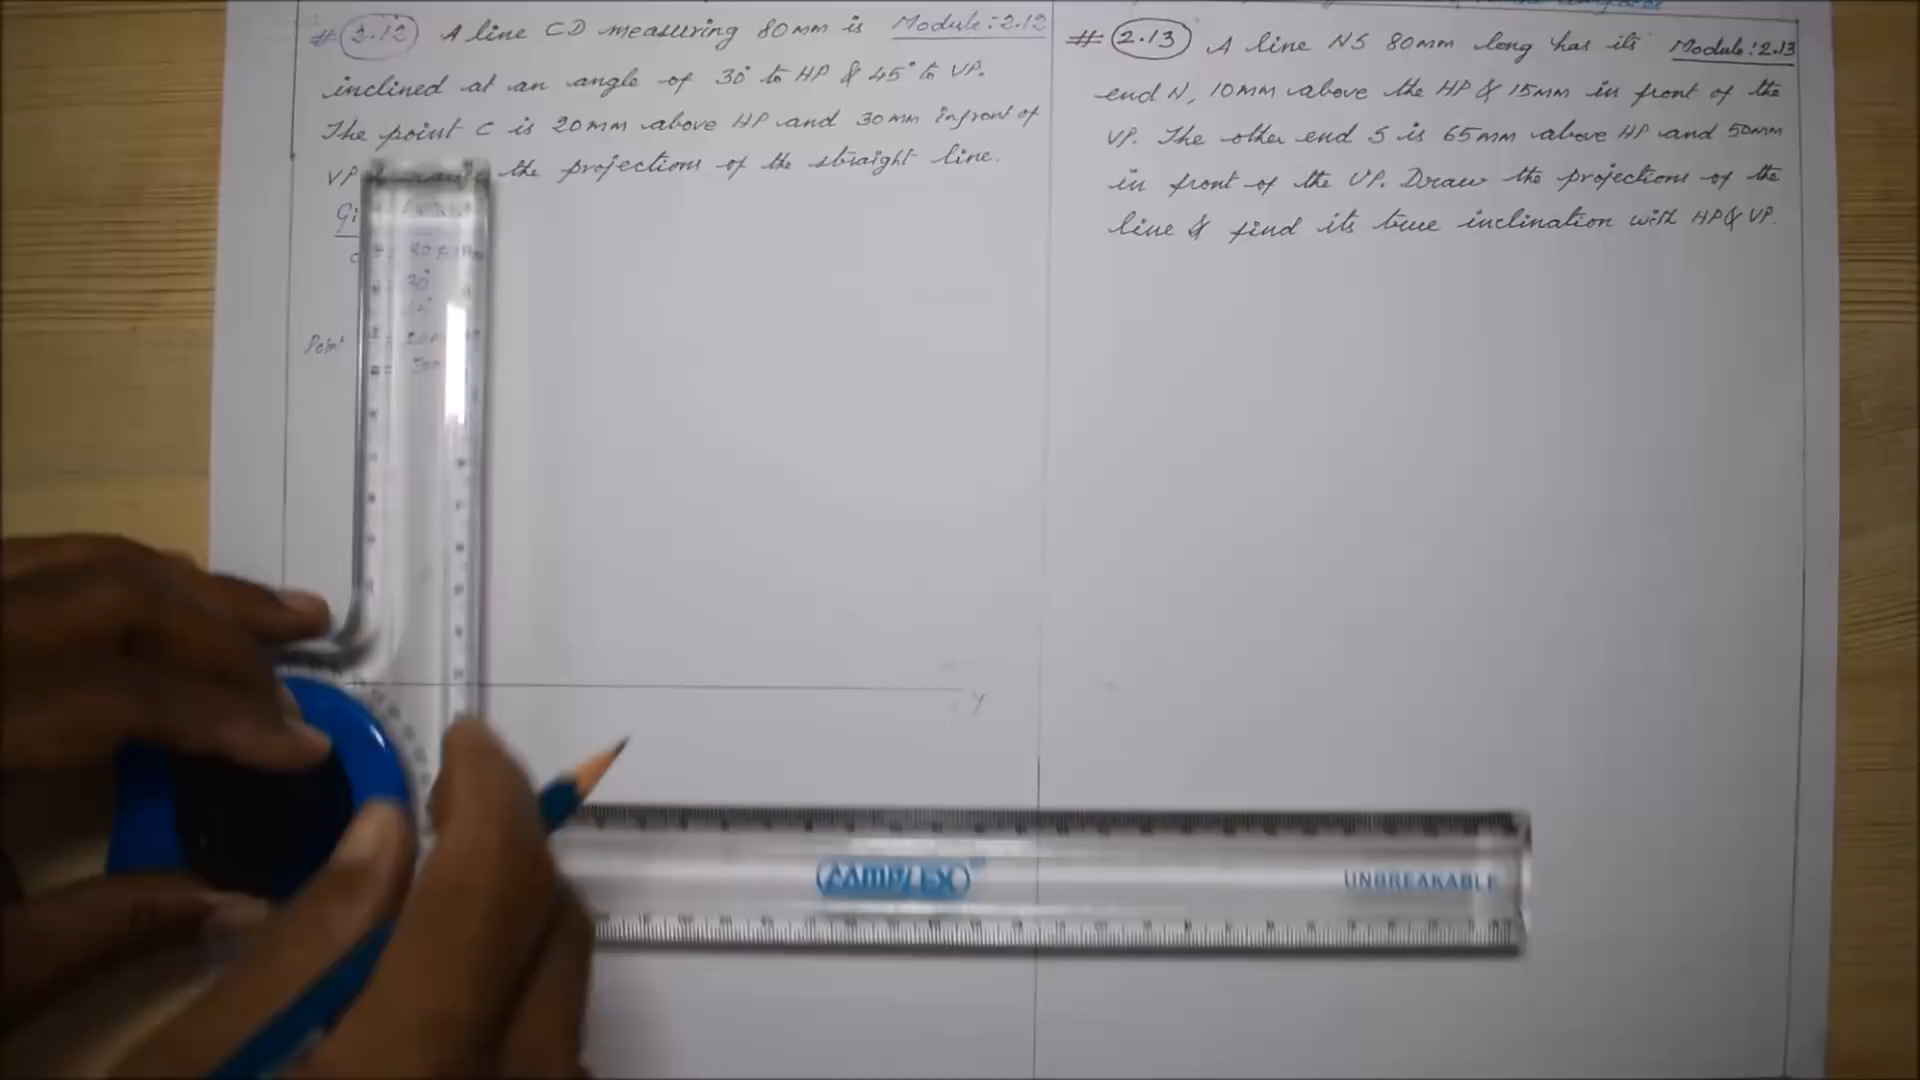 # 2.12 A line CD measuring 80mm is Module: 2.12
inclined at an angle of 30° to HP & 45° to VP.
The point C is 20mm above HP and 30mm infront of
VP the projections of the straight line.
Gi
30°
Point
Y
# 2.13 A line NS 80mm long has its Module: 2.13
end N, 10mm above the HP & 15mm in front of the
VP. The other end S is 65mm above HP and 50mm
in front of the VP. Draw the projections of the
line & find its true inclination with HP & VP.
CAMPLEX
UNBREAKABLE